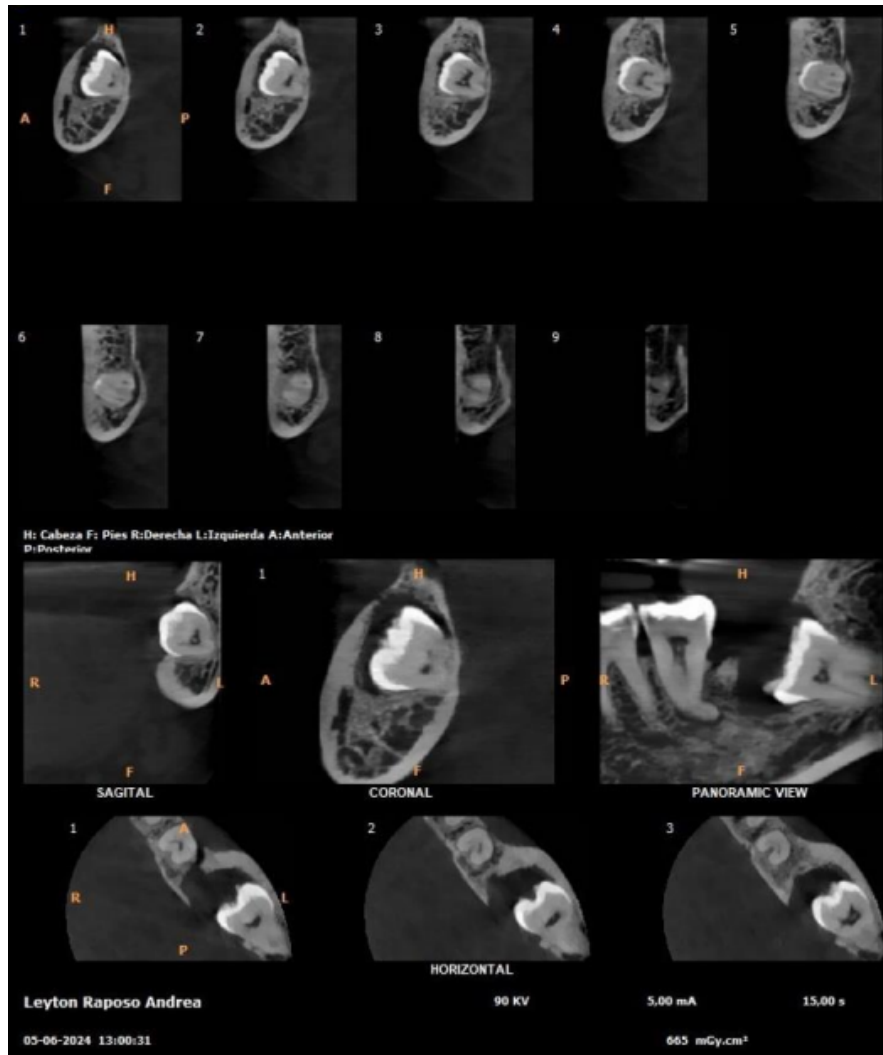 1 H 2 3 4 5
A P
F
6 7 8 9
H: Cabeza F: Pies R:Derecha L:Izquierda A:Anterior
P:Posterior
H 1 H H
R L A P R L
F F F
SAGITAL CORONAL PANORAMIC VIEW
1 A 2 3
R L
P
HORIZONTAL
Leyton Raposo Andrea 90 KV 5,00 mA 15,00 s
05-06-2024 13:00:31 665 mGy.cm²